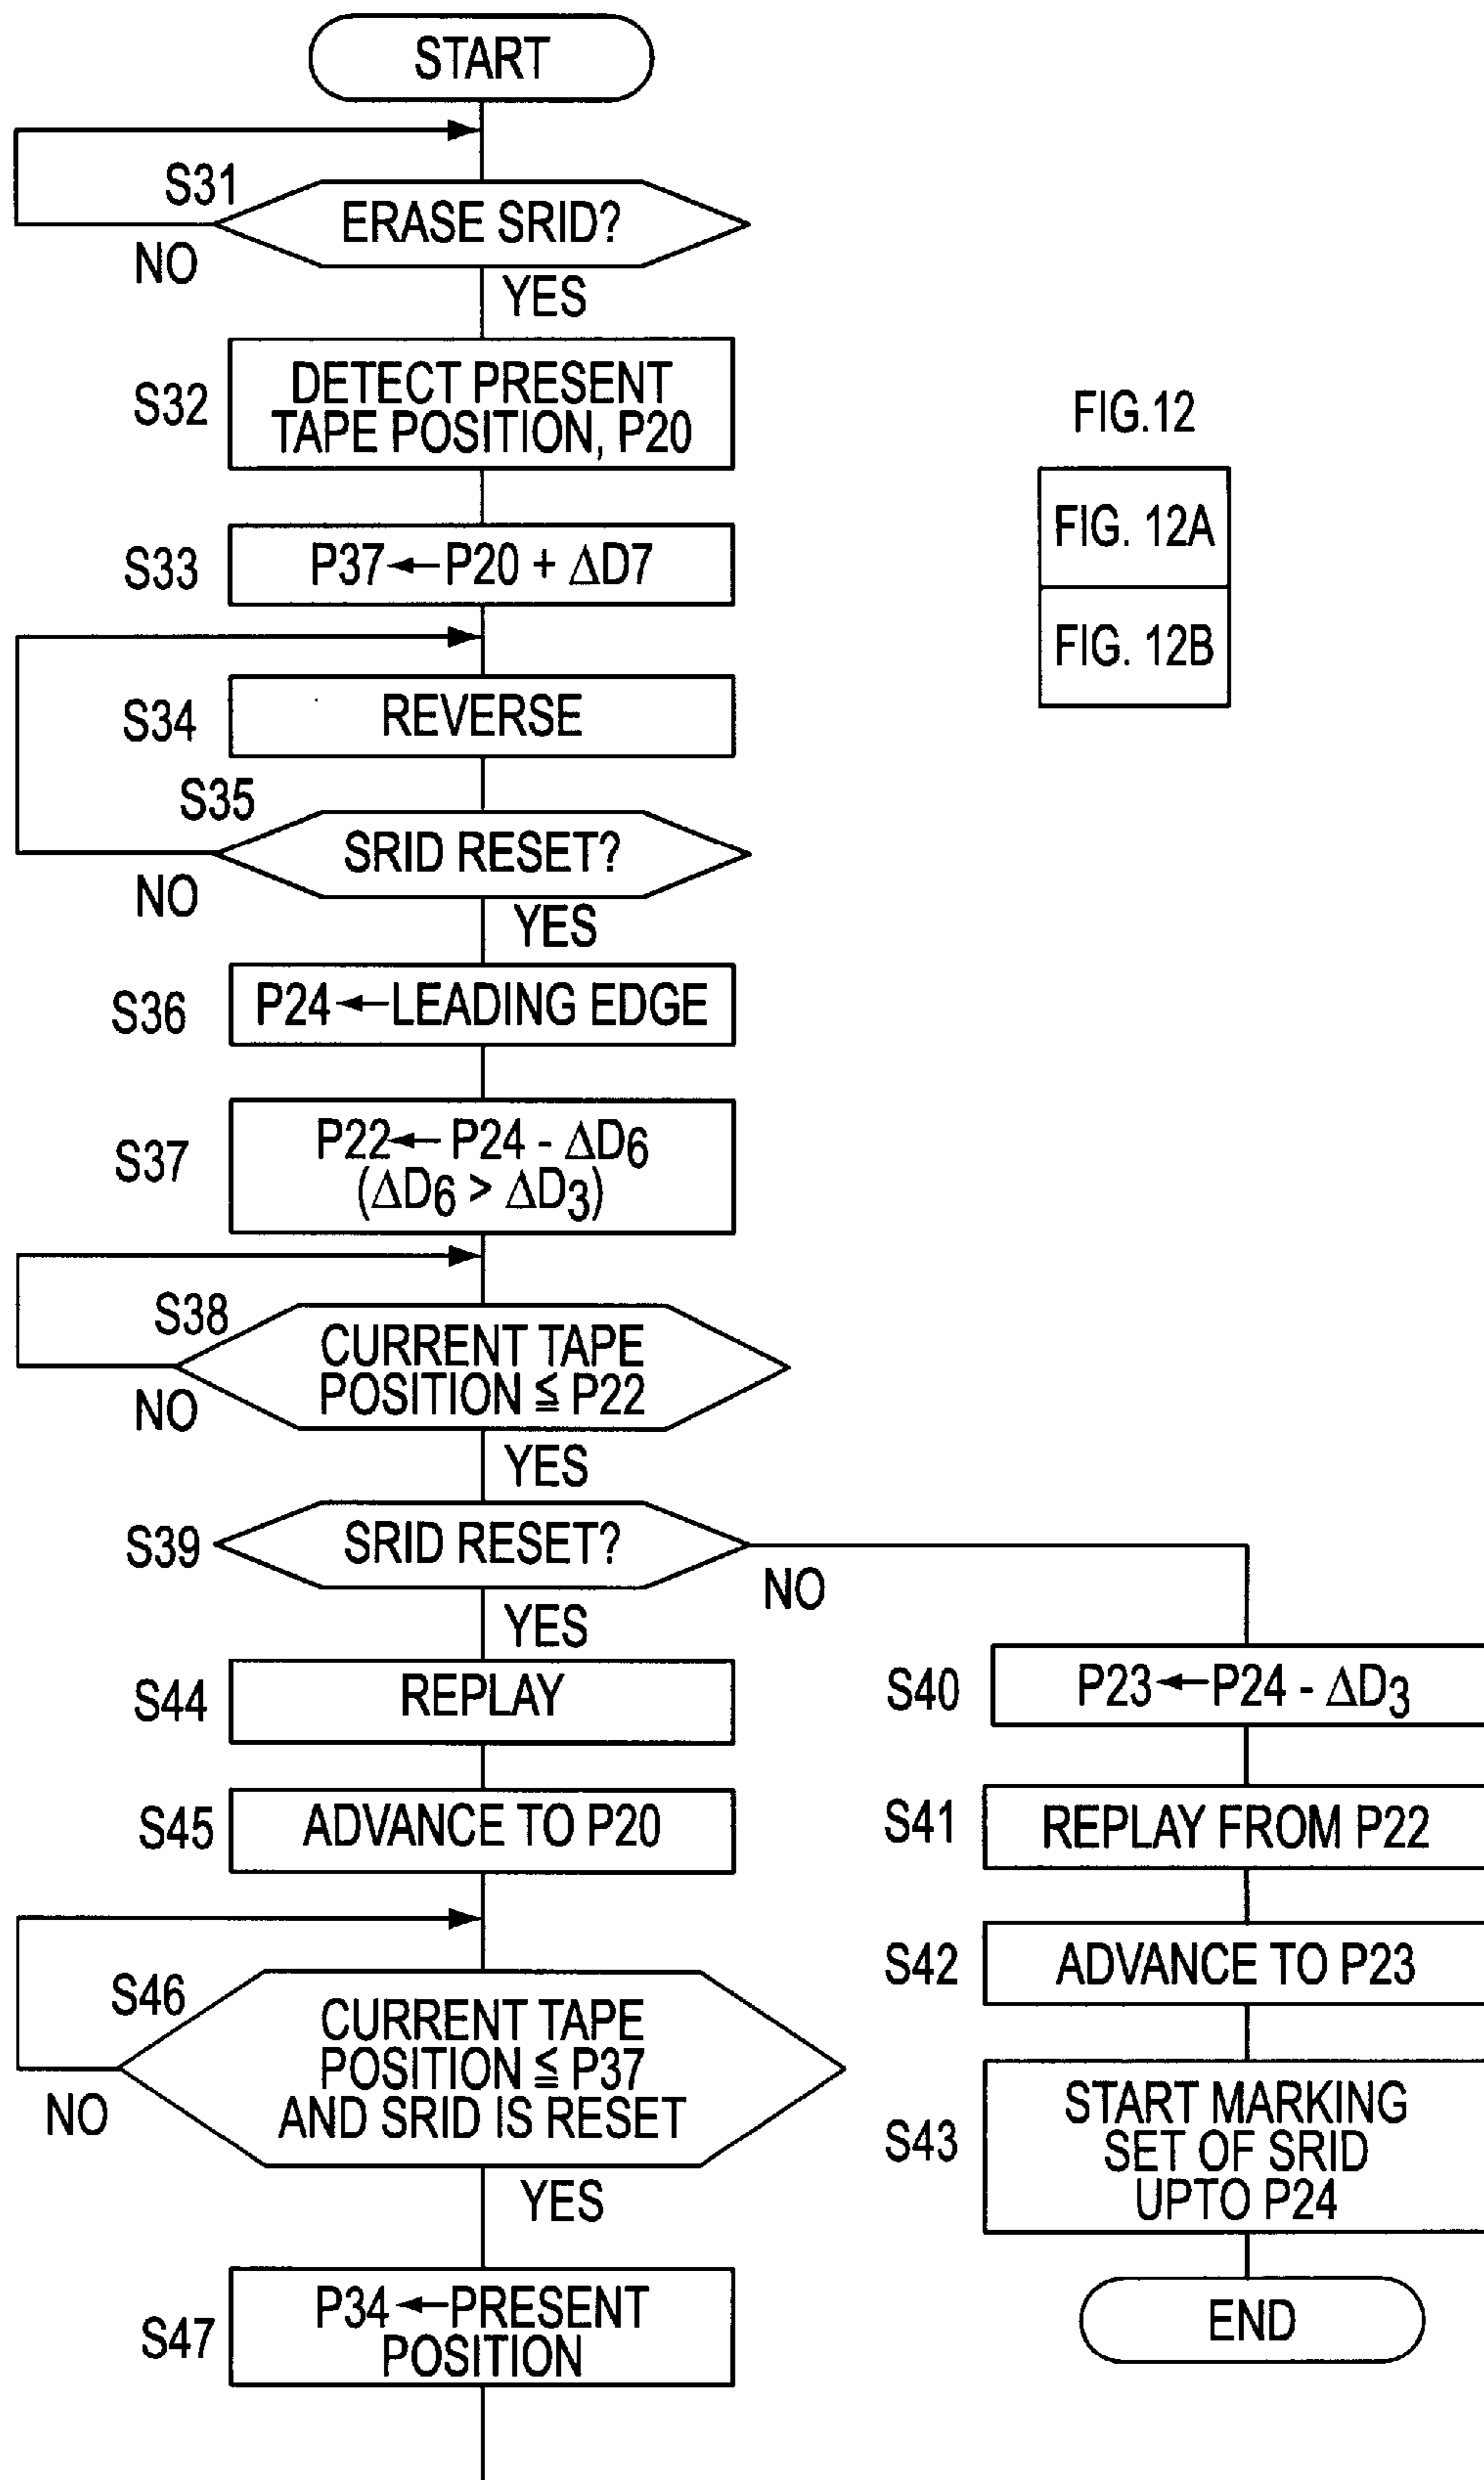 START
S31
ERASE SRID?
NO
YES
S32
DETECT PRESENT
TAPE POSITION, P20
FIG.12
FIG. 12A
FIG. 12B
S33
P37←P20 + ΔD7
S34
REVERSE
S35
SRID RESET?
NO
YES
S36
P24←LEADING EDGE
S37
P22← P24 - ΔD6
(ΔD6 > ΔD3)
S38
CURRENT TAPE
POSITION ≦ P22
NO
YES
S39
SRID RESET?
NO
YES
S44
REPLAY
S45
ADVANCE TO P20
S46
CURRENT TAPE
POSITION ≦ P37
AND SRID IS RESET
NO
YES
S47
P34←PRESENT
POSITION
S40
P23←P24 - ΔD3
S41
REPLAY FROM P22
S42
ADVANCE TO P23
S43
START MARKING
SET OF SRID
UPTO P24
END